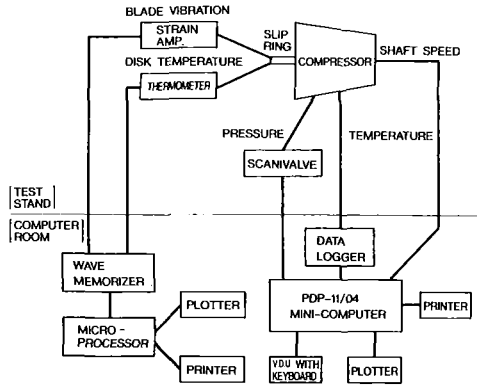 BLADE VIBRATION
STRAIN
AMP.
SLIP
RING
DISK TEMPERATURE
THERMOMETER
COMPRESSOR
SHAFT SPEED
PRESSURE
TEMPERATURE
SCANIVALVE
TEST
STAND
COMPUTER
ROOM
DATA
LOGGER
WAVE
MEMORIZER
PLOTTER
PDP-11/04
MINI-COMPUTER
PRINTER
MICRO-
PROCESSOR
PRINTER
VDU WITH
KEYBOARD
PLOTTER